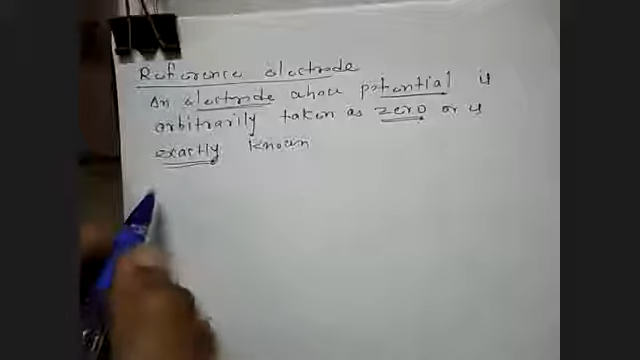 Reference electrode
An electrode whose potential is
arbitrarily taken as zero or is
exactly known